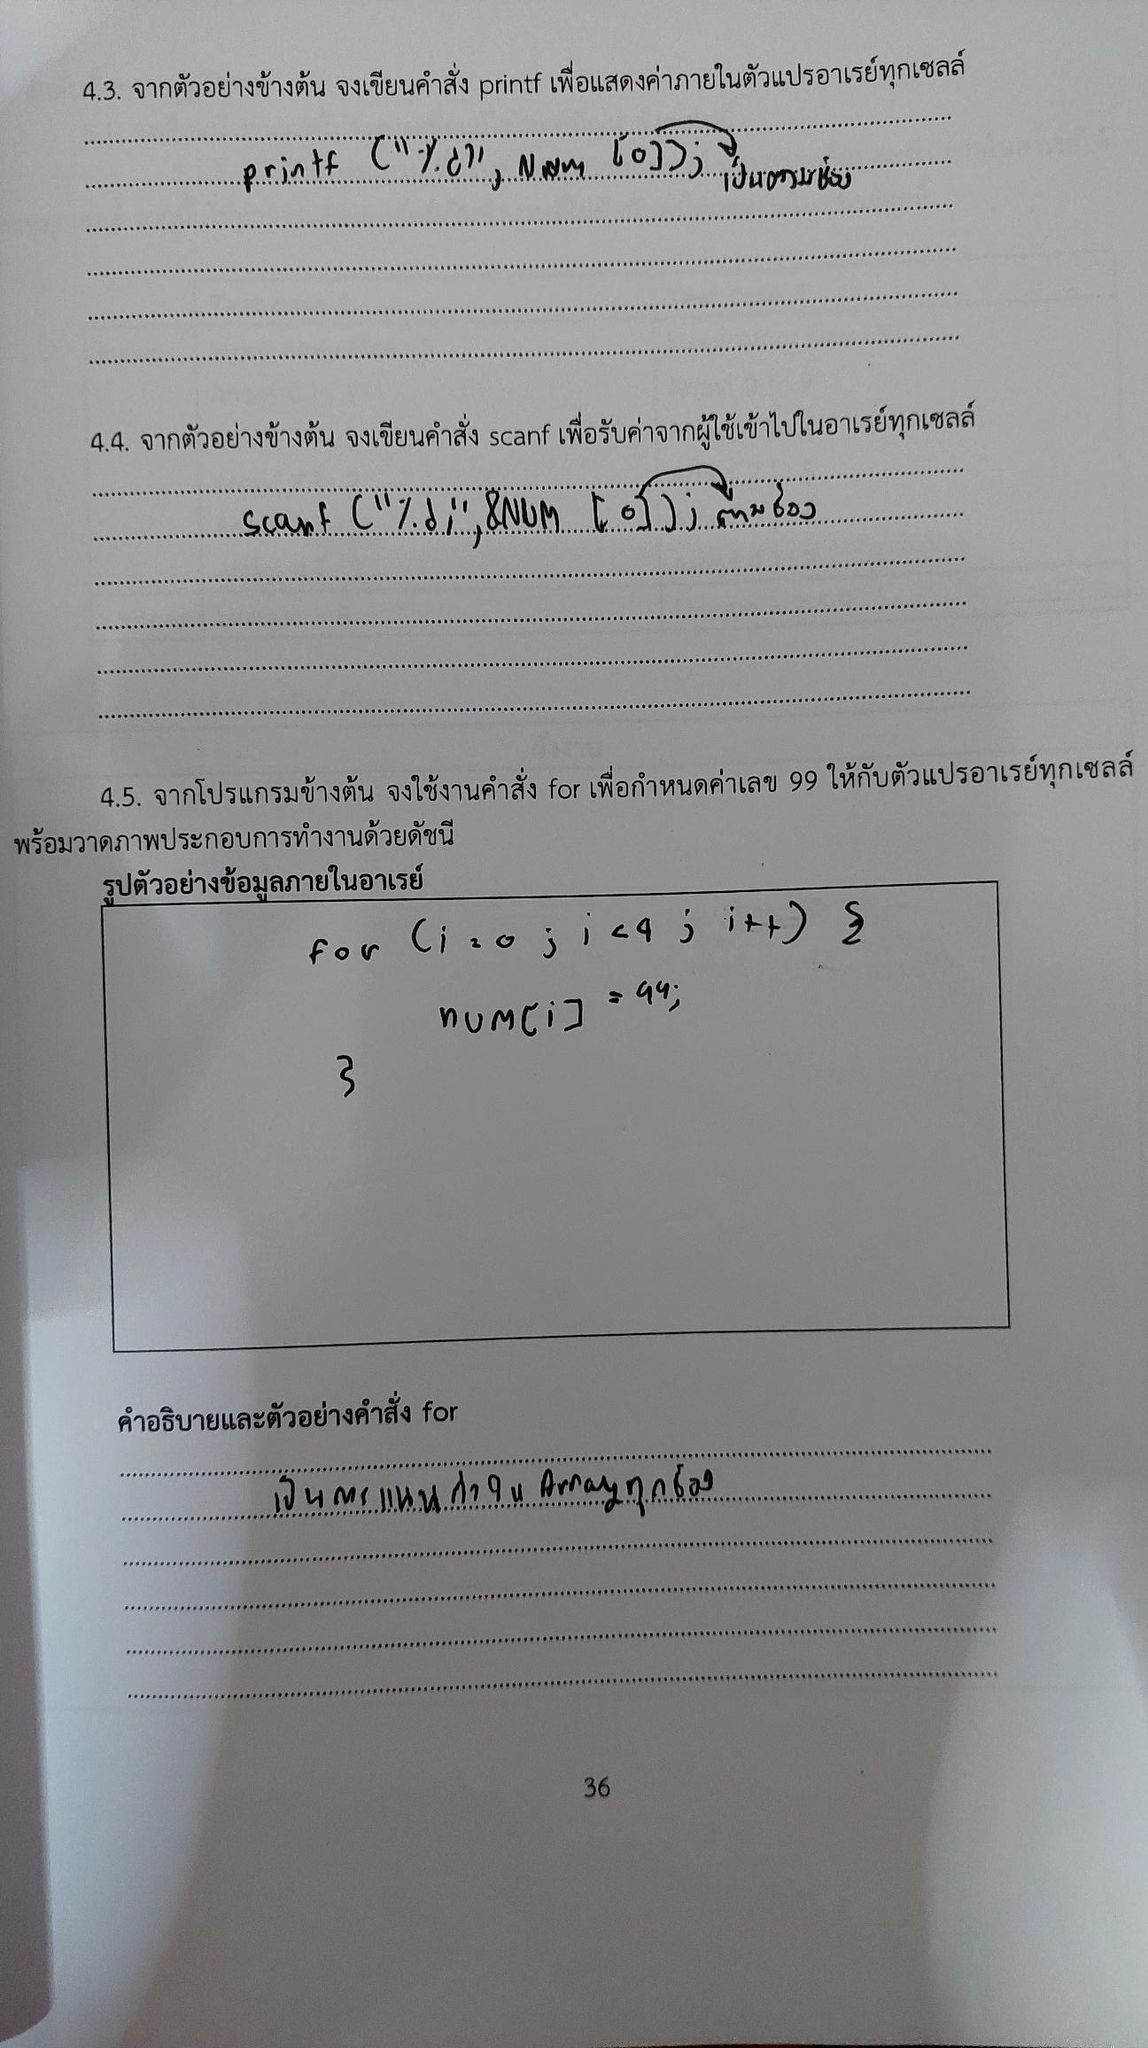 4.3. จากตัวอย่างข้างต้น จงเขียนคำสั่ง printf เพื่อแสดงค่าภายในตัวแปรอาเรย์ทุกเซลล์
printf ("%d", Num [0]);
4.4. จากตัวอย่างข้างต้น จงเขียนคำสั่ง scanf เพื่อรับค่าจากผู้ใช้เข้าไปในอาเรย์ทุกเซลล์
scanf ("%d", &NUM [0]); ตามช่อง
4.5. จากโปรแกรมข้างต้น จงใช้งานคำสั่ง for เพื่อกำหนดค่าเลข 99 ให้กับตัวแปรอาเรย์ทุกเซลล์
พร้อมวาดภาพประกอบการทำงานด้วยดัชนี
รูปตัวอย่างข้อมูลภายในอาเรย์
for (i=0 ; i<9 ; i++) {
num[i] = 99;
}
คำอธิบายและตัวอย่างคำสั่ง for
เป็นการแทนค่าใน Array ทุกช่อง
36